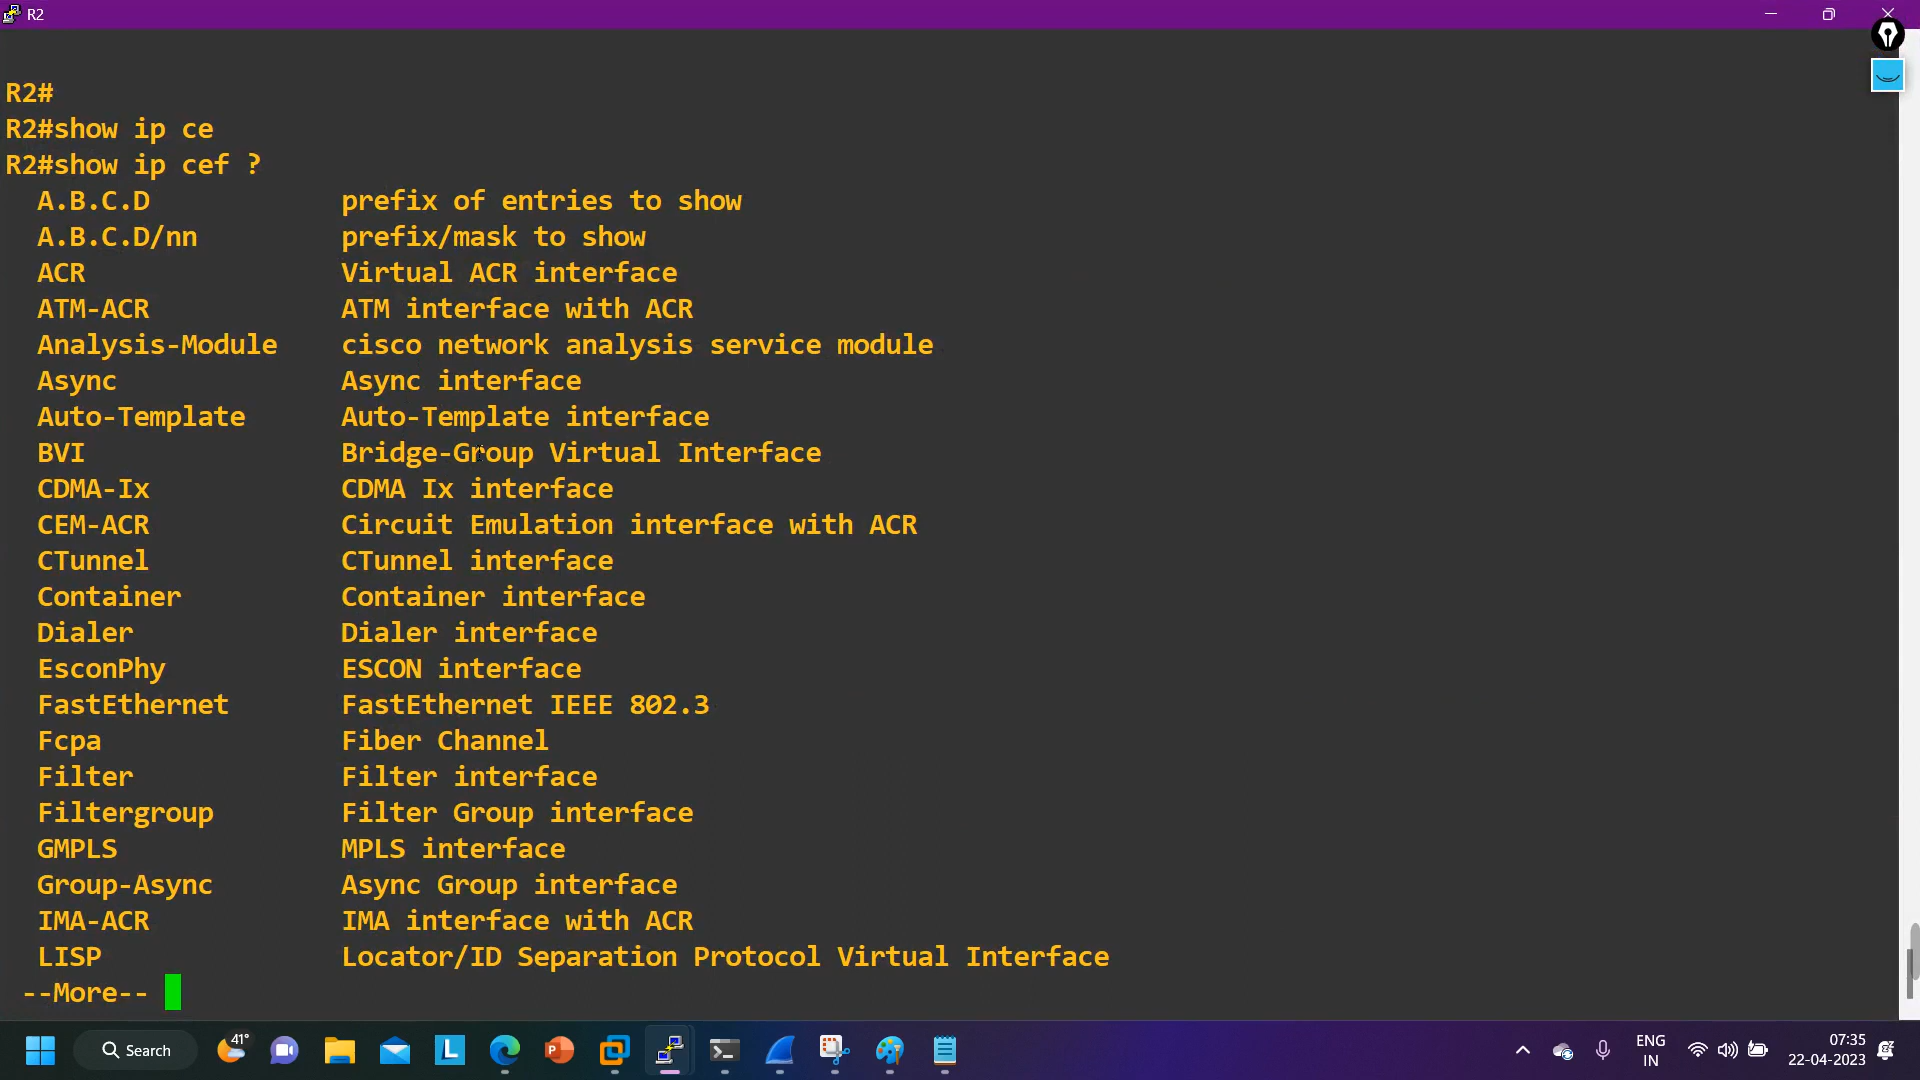 R2
R2#
R2#show ip ce
R2#show ip cef ?
A.B.C.D prefix of entries to show
A.B.C.D/nn prefix/mask to show
ACR Virtual ACR interface
ATM-ACR ATM interface with ACR
Analysis-Module cisco network analysis service module
Async Async interface
Auto-Template Auto-Template interface
BVI Bridge-Group Virtual Interface
CDMA-Ix CDMA Ix interface
CEM-ACR Circuit Emulation interface with ACR
CTunnel CTunnel interface
Container Container interface
Dialer Dialer interface
EsconPhy ESCON interface
FastEthernet FastEthernet IEEE 802.3
Fcpa Fiber Channel
Filter Filter interface
Filtergroup Filter Group interface
GMPLS MPLS interface
Group-Async Async Group interface
IMA-ACR IMA interface with ACR
LISP Locator/ID Separation Protocol Virtual Interface
--More--
Search
41°
L
P
ENG
IN
07:35
22-04-2023